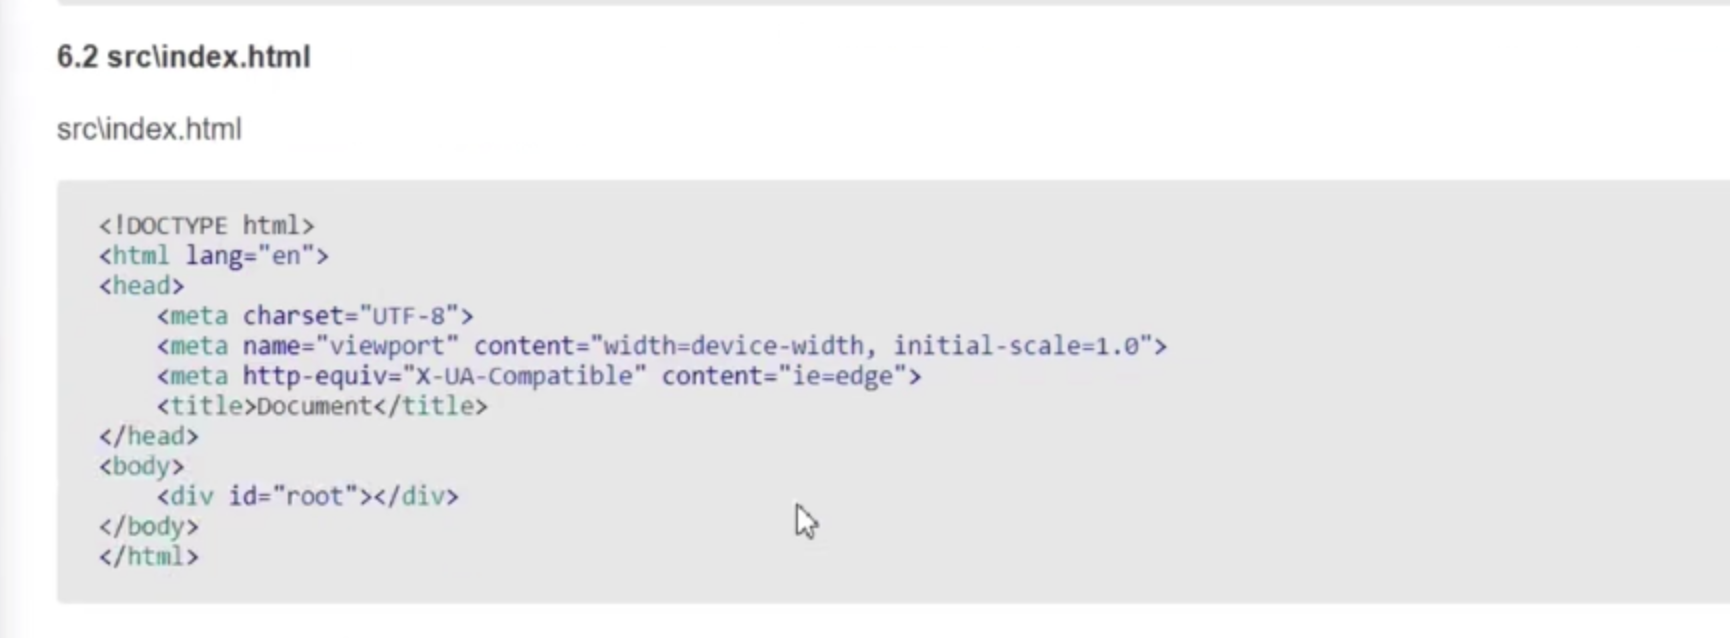 6.2 src\index.html
src\index.html
<!DOCTYPE html>
<html lang="en">
<head>
    <meta charset="UTF-8">
    <meta name="viewport" content="width=device-width, initial-scale=1.0">
    <meta http-equiv="X-UA-Compatible" content="ie=edge">
    <title>Document</title>
</head>
<body>
    <div id="root"></div>
</body>
</html>